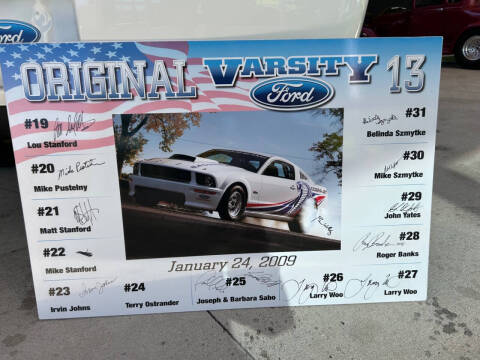 Ford
ORIGINAL VARSITY 13
Ford
#19
Lou Stanford
#20
Mike Pustelny
#21
Matt Stanford
#22
Mike Stanford
#23
Irvin Johns
#24
Terry Ostrander
#25
Joseph & Barbara Sabo
#26
Larry Woo
#27
Larry Woo
#28
Roger Banks
#29
John Yates
#30
Mike Szmytke
#31
Belinda Szmytke
January 24, 2009